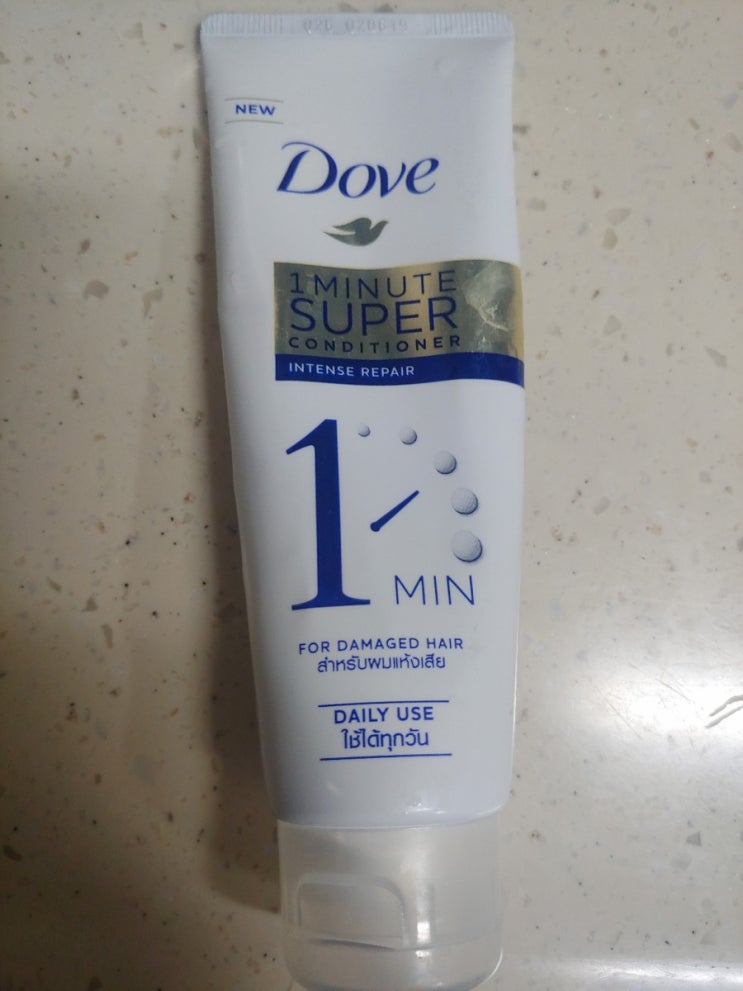 NEW
Dove
1 MINUTE
SUPER
CONDITIONER
INTENSE REPAIR
1 MIN
FOR DAMAGED HAIR
สำหรับผมแห้งเสีย
DAILY USE
ใช้ได้ทุกวัน